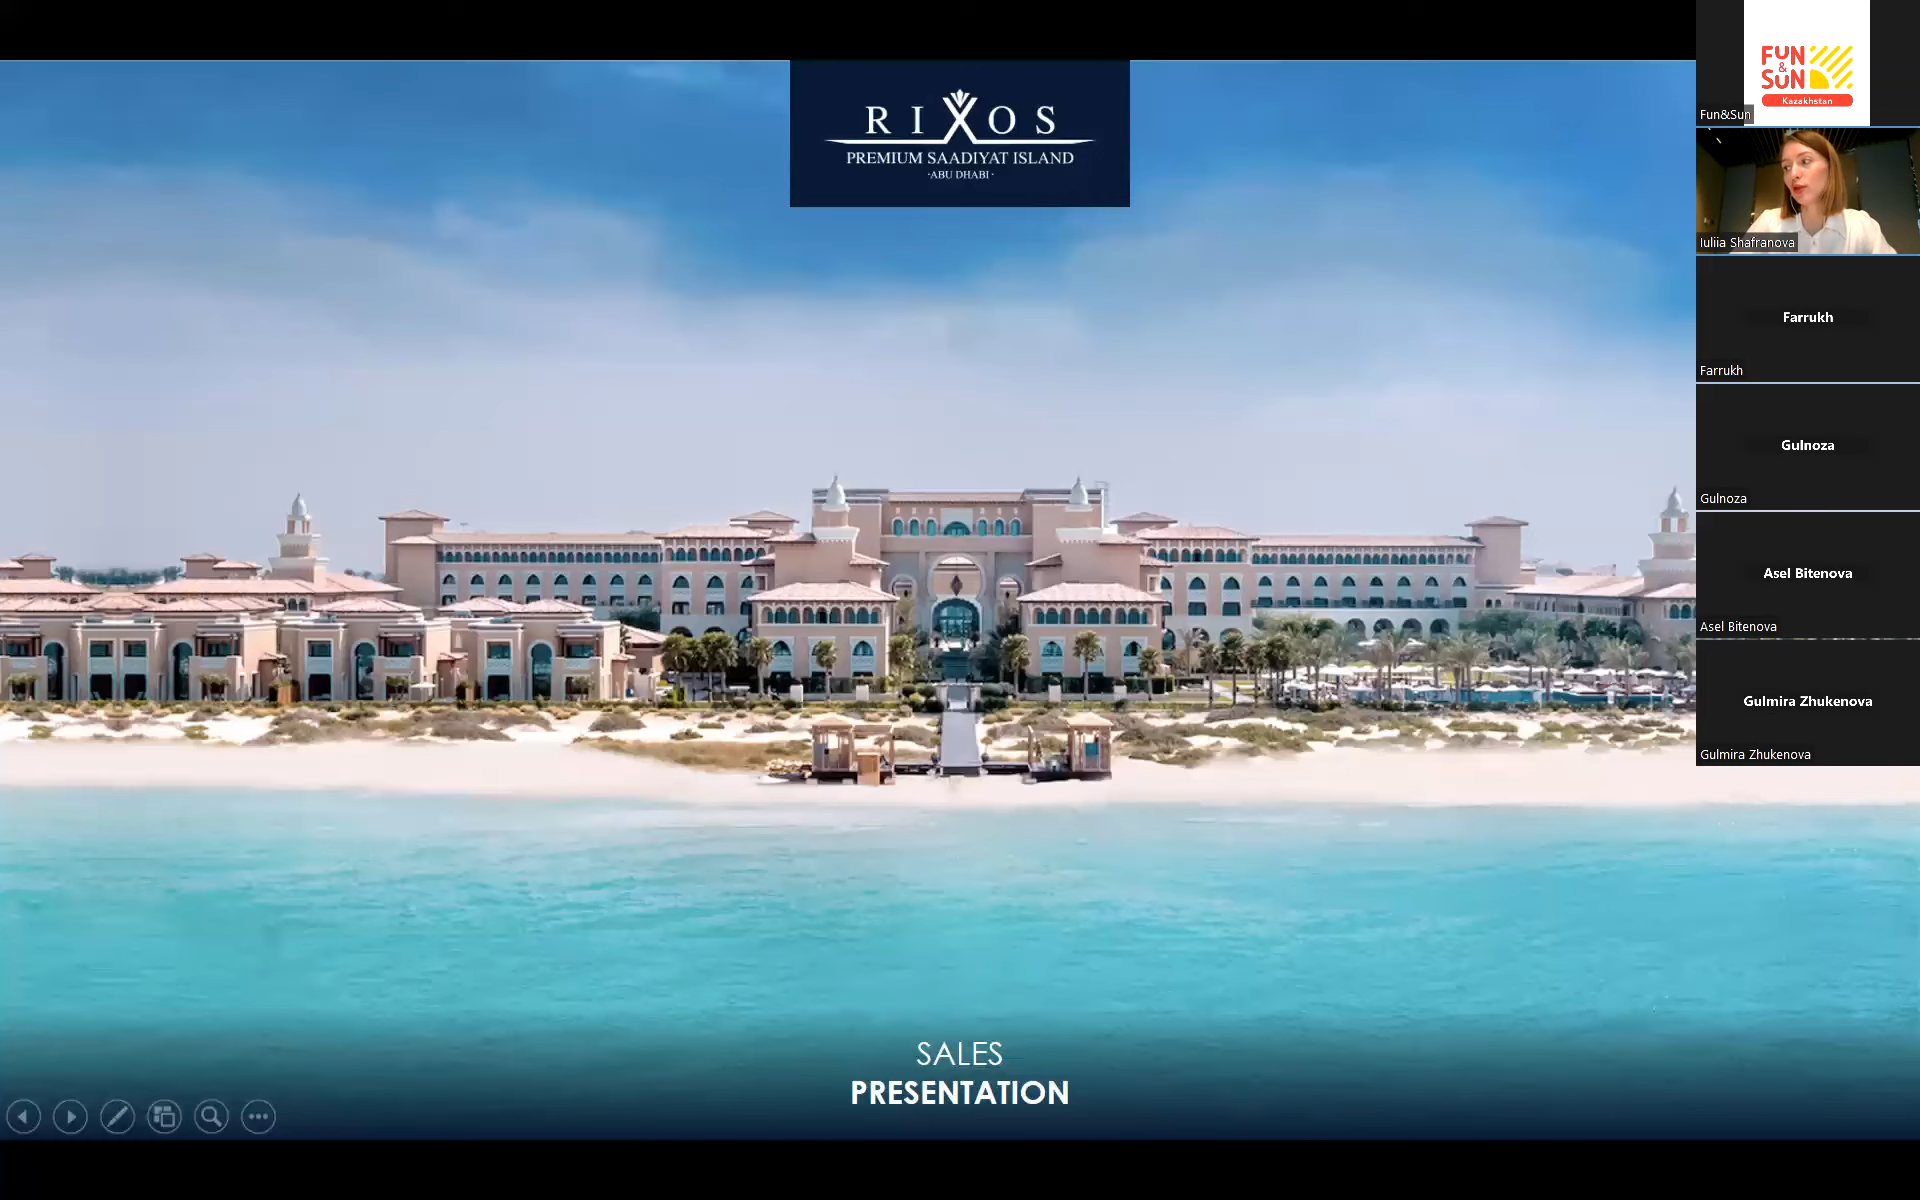 RIXOS
PREMIUM SAADIYAT ISLAND
·ABU DHABI·
SALES
PRESENTATION
FUN
&
SUN
Kazakhstan
Fun&Sun
Iuliia Shafranova
Farrukh
Farrukh
Gulnoza
Gulnoza
Asel Bitenova
Asel Bitenova
Gulmira Zhukenova
Gulmira Zhukenova